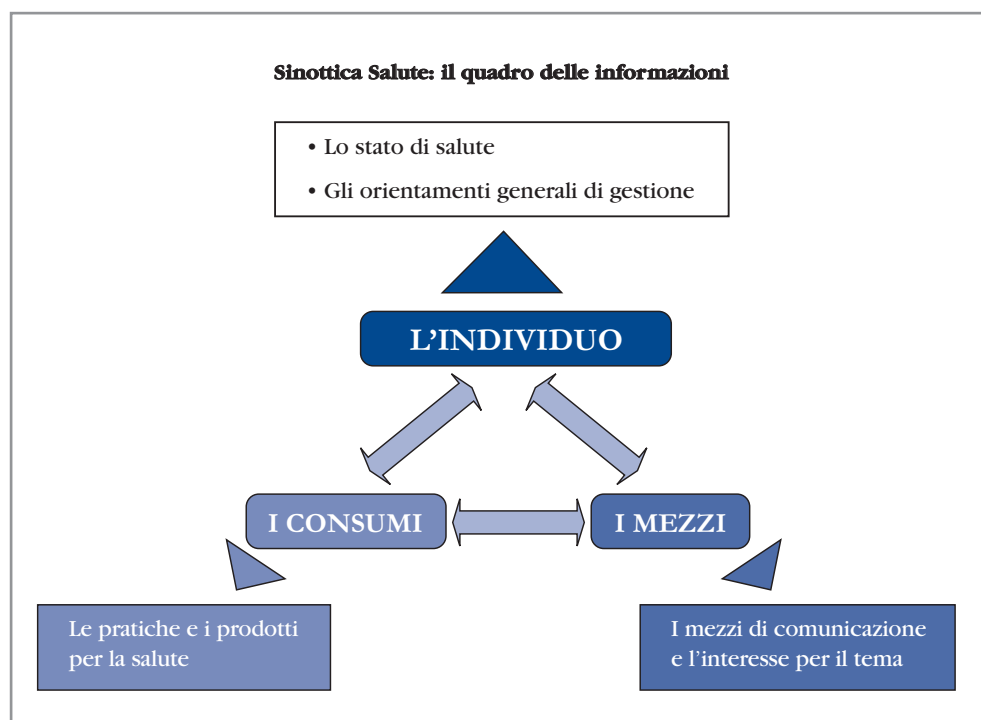 Sinottica Salute: il quadro delle informazioni
• Lo stato di salute
• Gli orientamenti generali di gestione
L’INDIVIDUO
I CONSUMI
I MEZZI
Le pratiche e i prodotti
per la salute
I mezzi di comunicazione
e l’interesse per il tema